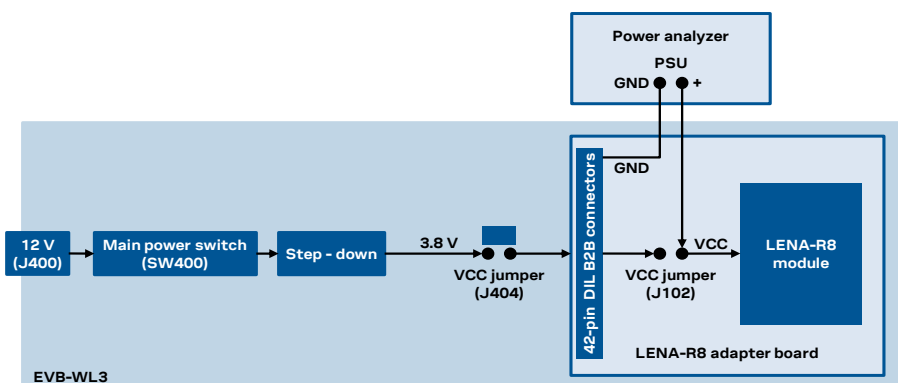 Power analyzer
PSU
GND +
GND
42-pin DIL B2B connectors
12 V
(J400)
Main power switch
(SW400)
Step - down
3.8 V
VCC jumper
(J404)
VCC jumper
(J102)
VCC
LENA-R8
module
LENA-R8 adapter board
EVB-WL3